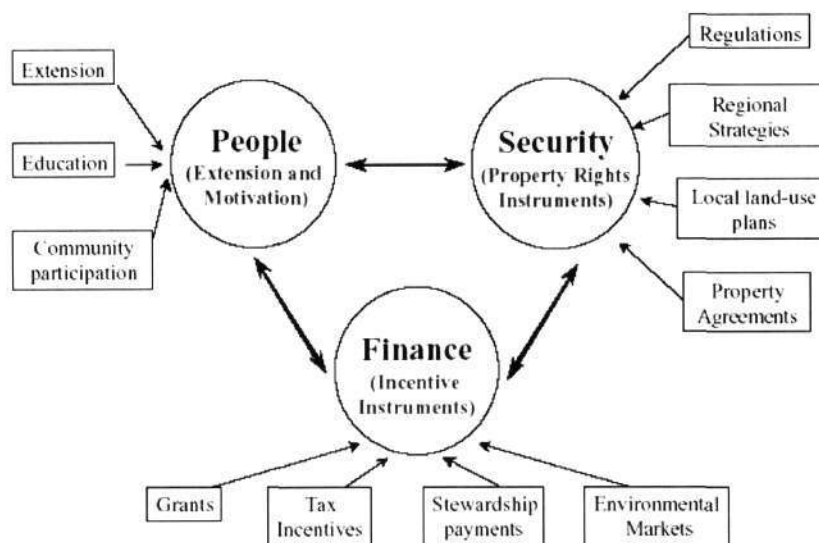 Regulations
Extension
Regional
Strategies
People
(Extension and
Motivation)
Security
(Property Rights
Instruments)
Education
Local land-use
plans
Community
participation
Property
Agreements
Finance
(Incentive
Instruments)
Grants
Tax
Incentives
Stewardship
payments
Environmental
Markets